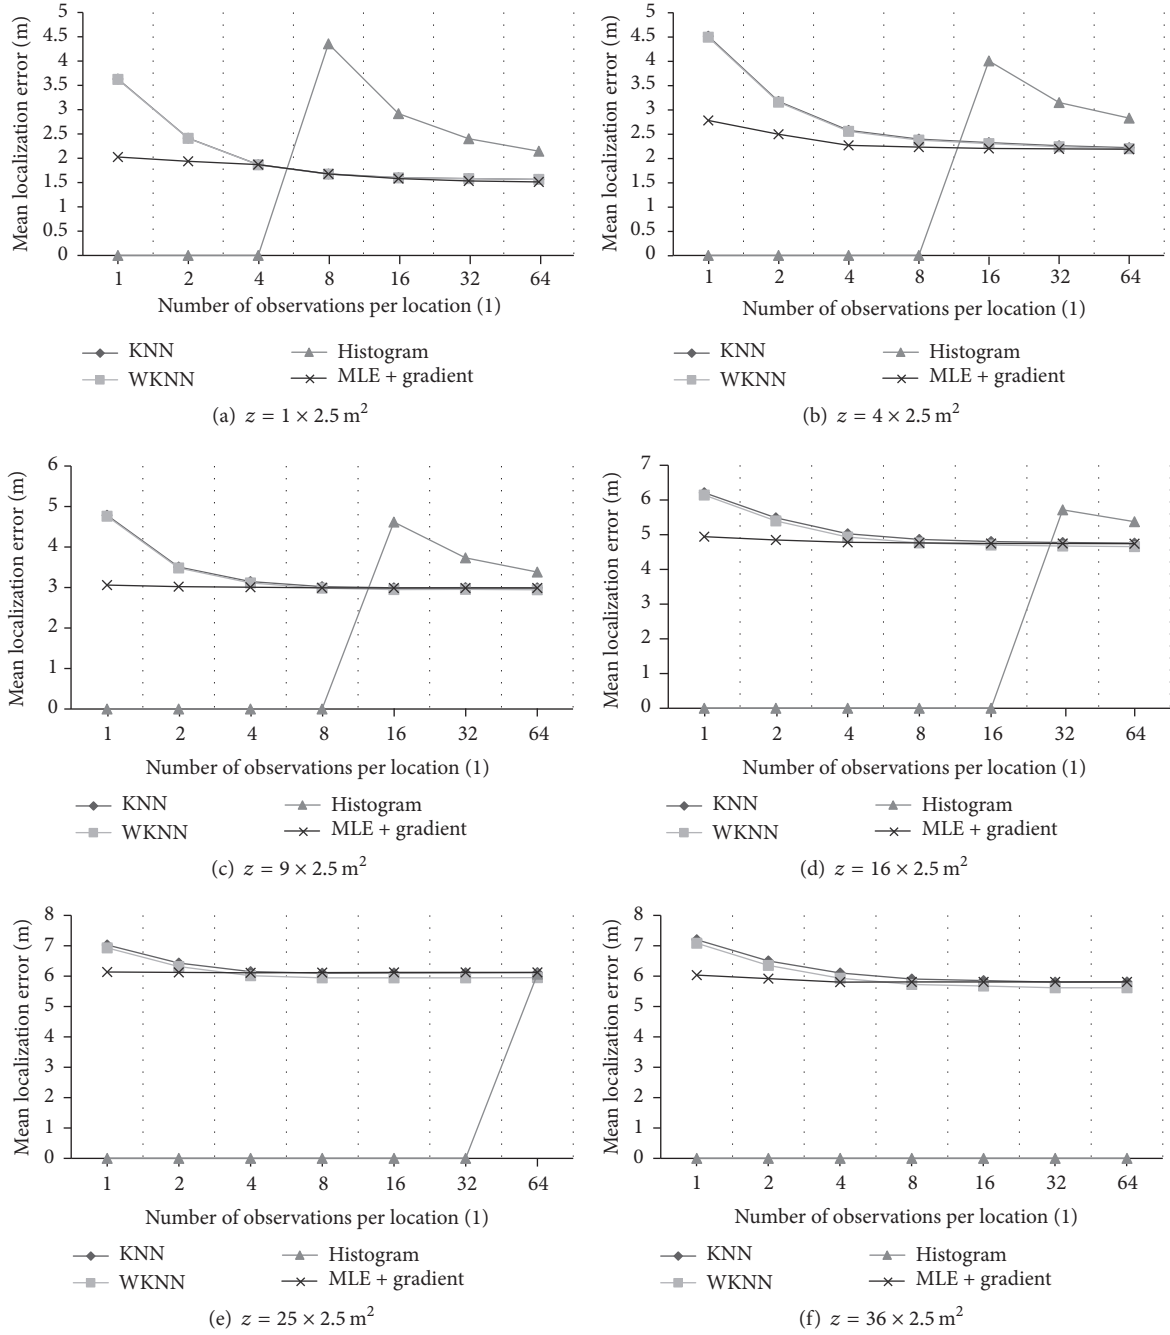 Mean localization error (m)
5
4.5
4
3.5
3
2.5
2
1.5
1
0.5
0
1 2 4 8 16 32 64
Number of observations per location (1)
KNN
WKNN
Histogram
MLE + gradient
(a) z = 1 × 2.5 m²
Mean localization error (m)
5
4.5
4
3.5
3
2.5
2
1.5
1
0.5
0
1 2 4 8 16 32 64
Number of observations per location (1)
KNN
WKNN
Histogram
MLE + gradient
(b) z = 4 × 2.5 m²
Mean localization error (m)
6
5
4
3
2
1
0
1 2 4 8 16 32 64
Number of observations per location (1)
KNN
WKNN
Histogram
MLE + gradient
(c) z = 9 × 2.5 m²
Mean localization error (m)
7
6
5
4
3
2
1
0
1 2 4 8 16 32 64
Number of observations per location (1)
KNN
WKNN
Histogram
MLE + gradient
(d) z = 16 × 2.5 m²
Mean localization error (m)
8
7
6
5
4
3
2
1
0
1 2 4 8 16 32 64
Number of observations per location (1)
KNN
WKNN
Histogram
MLE + gradient
(e) z = 25 × 2.5 m²
Mean localization error (m)
8
7
6
5
4
3
2
1
0
1 2 4 8 16 32 64
Number of observations per location (1)
KNN
WKNN
Histogram
MLE + gradient
(f) z = 36 × 2.5 m²